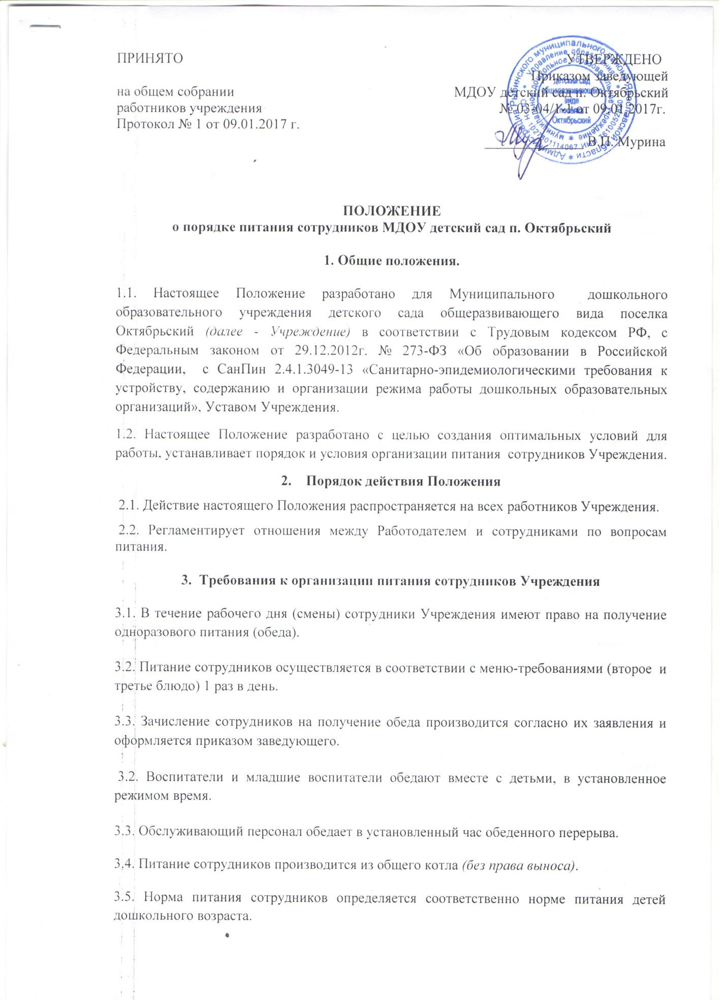 ПРИНЯТО
УТВЕРЖДЕНО
Приказом заведующей
на общем собрании
МДОУ детский сад п. Октябрьский
работников учреждения
№ 03-04/1-1 от 09.01.2017г.
Протокол № 1 от 09.01.2017 г.
В.П. Мурина
Администрация Рыбинского муниципального района Ярославской области *
Управление образования *
муниципальное дошкольное образовательное учреждение *
1027601114067 ИНН
детский сад
общеразвивающего
вида
поселка
Октябрьский
ПОЛОЖЕНИЕ
о порядке питания сотрудников МДОУ детский сад п. Октябрьский
1. Общие положения.
1.1. Настоящее Положение разработано для Муниципального дошкольного
образовательного учреждения детского сада общеразвивающего вида поселка
Октябрьский (далее - Учреждение) в соответствии с Трудовым кодексом РФ, с
Федеральным законом от 29.12.2012г. № 273-ФЗ «Об образовании в Российской
Федерации, с СанПин 2.4.1.3049-13 «Санитарно-эпидемиологическими требования к
устройству, содержанию и организации режима работы дошкольных образовательных
организаций», Уставом Учреждения.
1.2. Настоящее Положение разработано с целью создания оптимальных условий для
работы, устанавливает порядок и условия организации питания сотрудников Учреждения.
2. Порядок действия Положения
2.1. Действие настоящего Положения распространяется на всех работников Учреждения.
2.2. Регламентирует отношения между Работодателем и сотрудниками по вопросам
питания.
3. Требования к организации питания сотрудников Учреждения
3.1. В течение рабочего дня (смены) сотрудники Учреждения имеют право на получение
одноразового питания (обеда).
3.2. Питание сотрудников осуществляется в соответствии с меню-требованиями (второе и
третье блюдо) 1 раз в день.
3.3. Зачисление сотрудников на получение обеда производится согласно их заявления и
оформляется приказом заведующего.
3.2. Воспитатели и младшие воспитатели обедают вместе с детьми, в установленное
режимом время.
3.3. Обслуживающий персонал обедает в установленный час обеденного перерыва.
3.4. Питание сотрудников производится из общего котла (без права выноса).
3.5. Норма питания сотрудников определяется соответственно норме питания детей
дошкольного возраста.